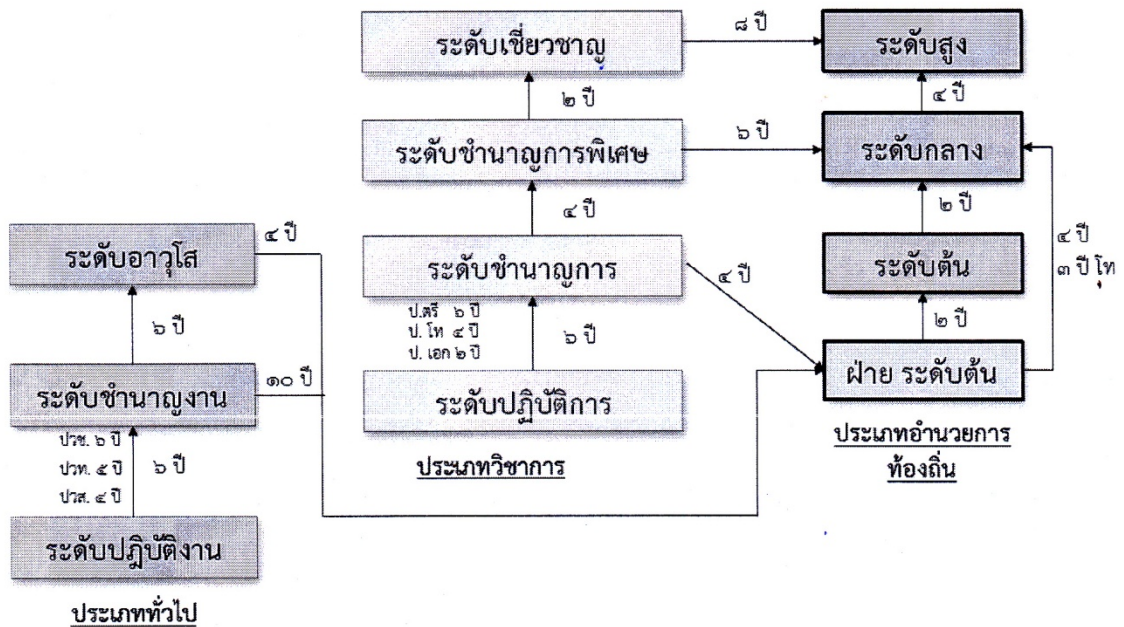 ระดับเชี่ยวชาญ
๘ ปี
ระดับสูง
๒ ปี
๔ ปี
ระดับชำนาญการพิเศษ
๖ ปี
ระดับกลาง
๔ ปี
๒ ปี
ระดับอาวุโส
๔ ปี
ระดับชำนาญการ
๔ ปี
ระดับต้น
๔ ปี
๓ ปี โท
๖ ปี
ป.ตรี ๖ ปี
ป. โท ๔ ปี
ป. เอก ๒ ปี
๖ ปี
๒ ปี
ระดับชำนาญงาน
๑๐ ปี
ระดับปฏิบัติการ
ฝ่าย ระดับต้น
ปวช. ๖ ปี
ปวท. ๕ ปี
ปวส. ๔ ปี
๖ ปี
ประเภทวิชาการ
ประเภทอำนวยการ
ท้องถิ่น
ระดับปฏิบัติงาน
ประเภททั่วไป